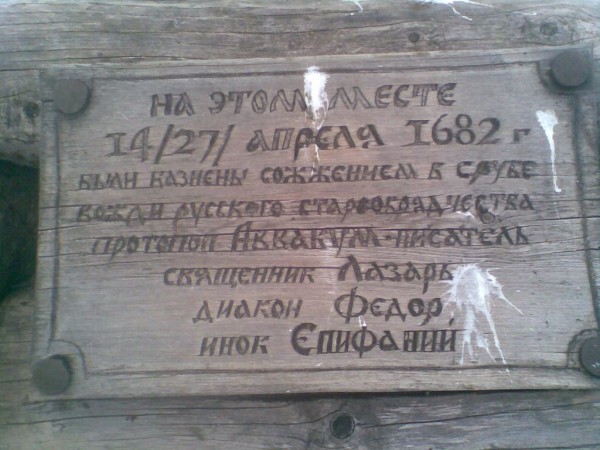 НА ЭТОМ МЕСТЕ
14/27/ АПРЕЛЯ 1682 г
БЫЛИ КАЗНЕНЫ СОЖЖЕНИЕМ В СРУБЕ
ВОЖДИ РУССКОГО СТАРООБРЯДЧЕСТВА
ПРОТОПОП АВВАКУМ-ПИСАТЕЛЬ
СВЯЩЕННИК ЛАЗАРЬ
ДИАКОН ФЕДОР,
ИНОК ЕПИФАНИЙ